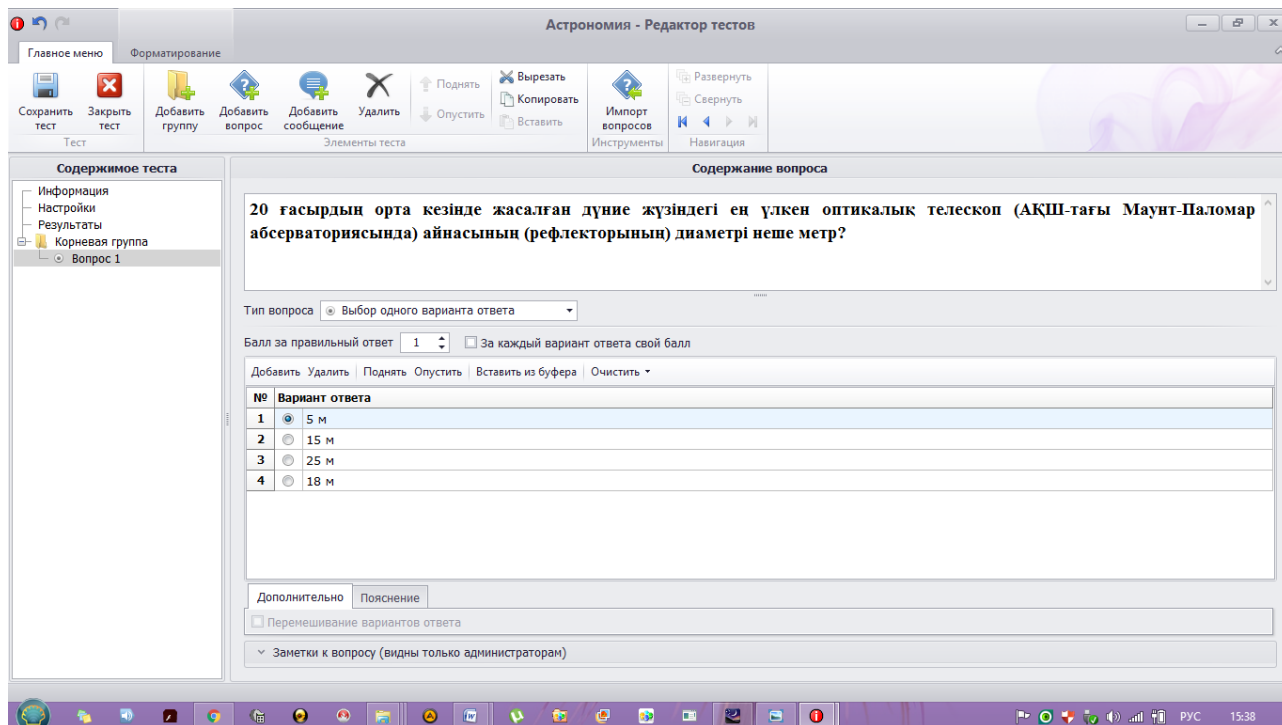 Астрономия - Редактор тестов
Главное меню Форматирование
Сохранить тест
Закрыть тест
Добавить группу
Добавить вопрос
Добавить сообщение
Удалить
Поднять
Опустить
Вырезать
Копировать
Вставить
Импорт вопросов
Развернуть
Свернуть
Тест
Элементы теста
Инструменты
Навигация
Содержимое теста
Информация
Настройки
Результаты
Корневая группа
Вопрос 1
Содержание вопроса
20 ғасырдың орта кезінде жасалған дүние жүзіндегі ең үлкен оптикалық телескоп (АҚШ-тағы Маунт-Паломар
абсерваториясында) айнасының (рефлекторының) диаметрі неше метр?
Тип вопроса Выбор одного варианта ответа
Балл за правильный ответ 1 За каждый вариант ответа свой балл
Добавить Удалить Поднять Опустить Вставить из буфера Очистить
№ Вариант ответа
1 5 м
2 15 м
3 25 м
4 18 м
Дополнительно Пояснение
Перемешивание вариантов ответа
Заметки к вопросу (видны только администраторам)
РУС 15:38